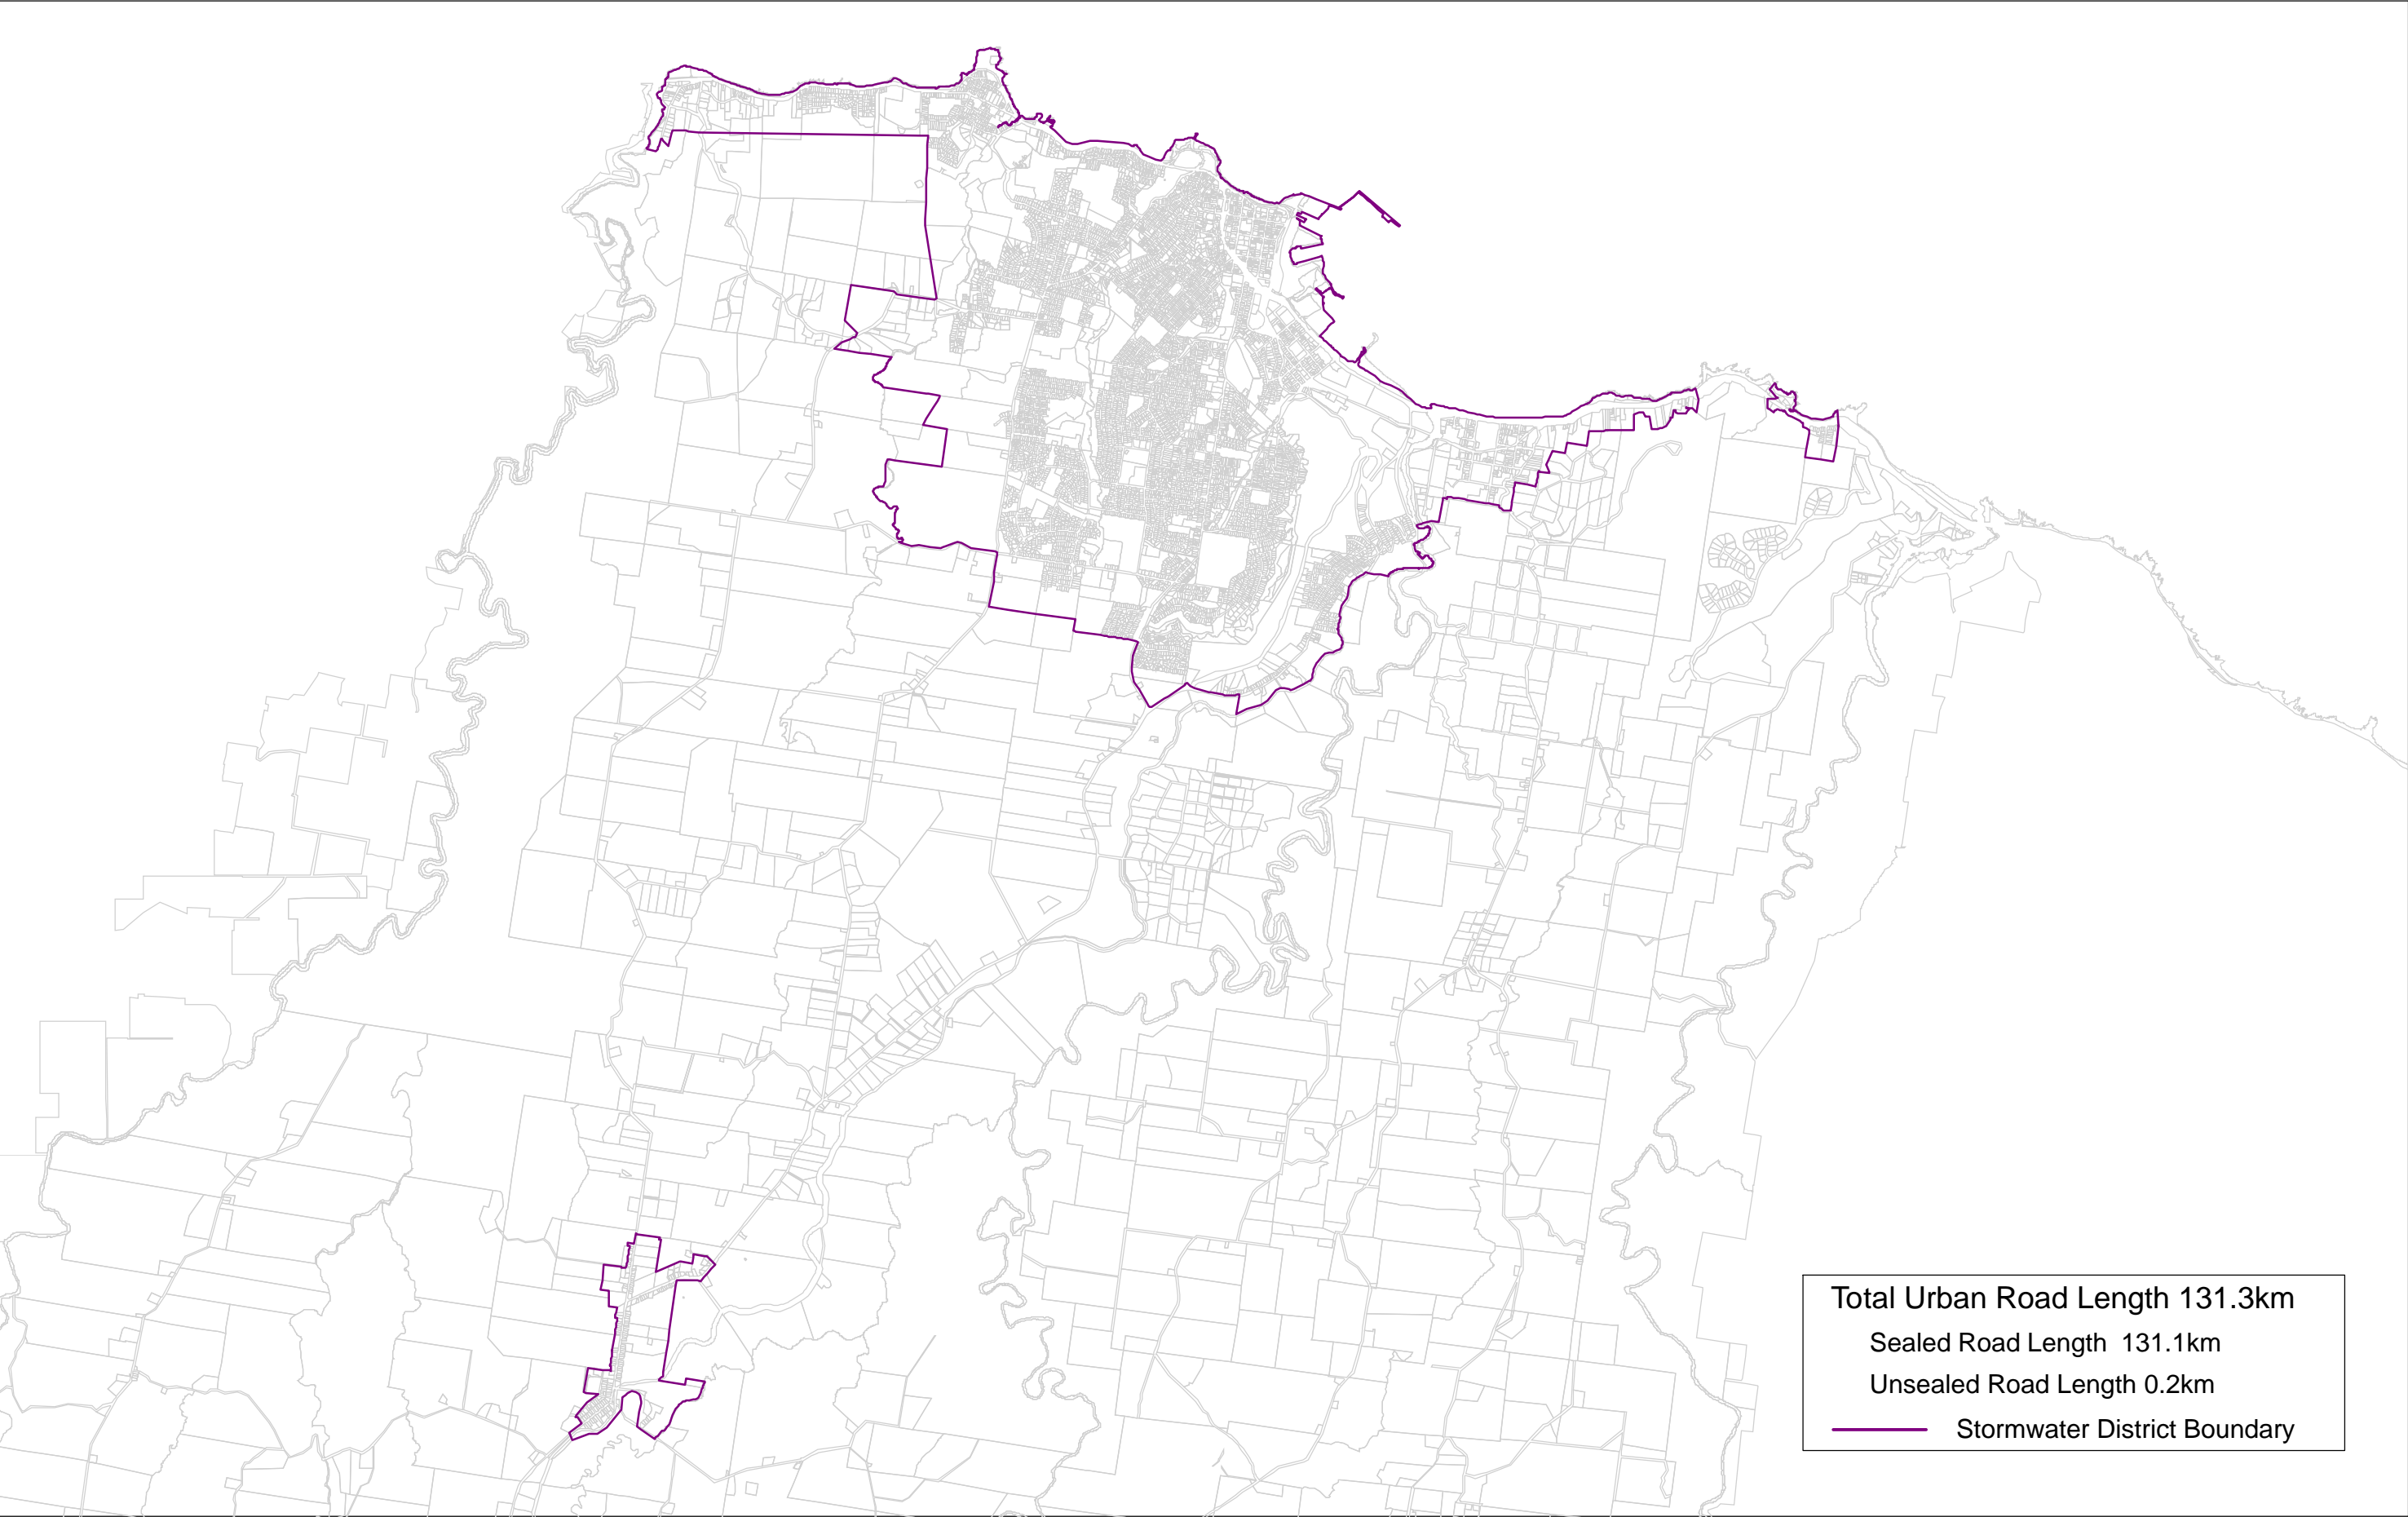 Total Urban Road Length 131.3km
Sealed Road Length 131.1km
Unsealed Road Length 0.2km
Stormwater District Boundary